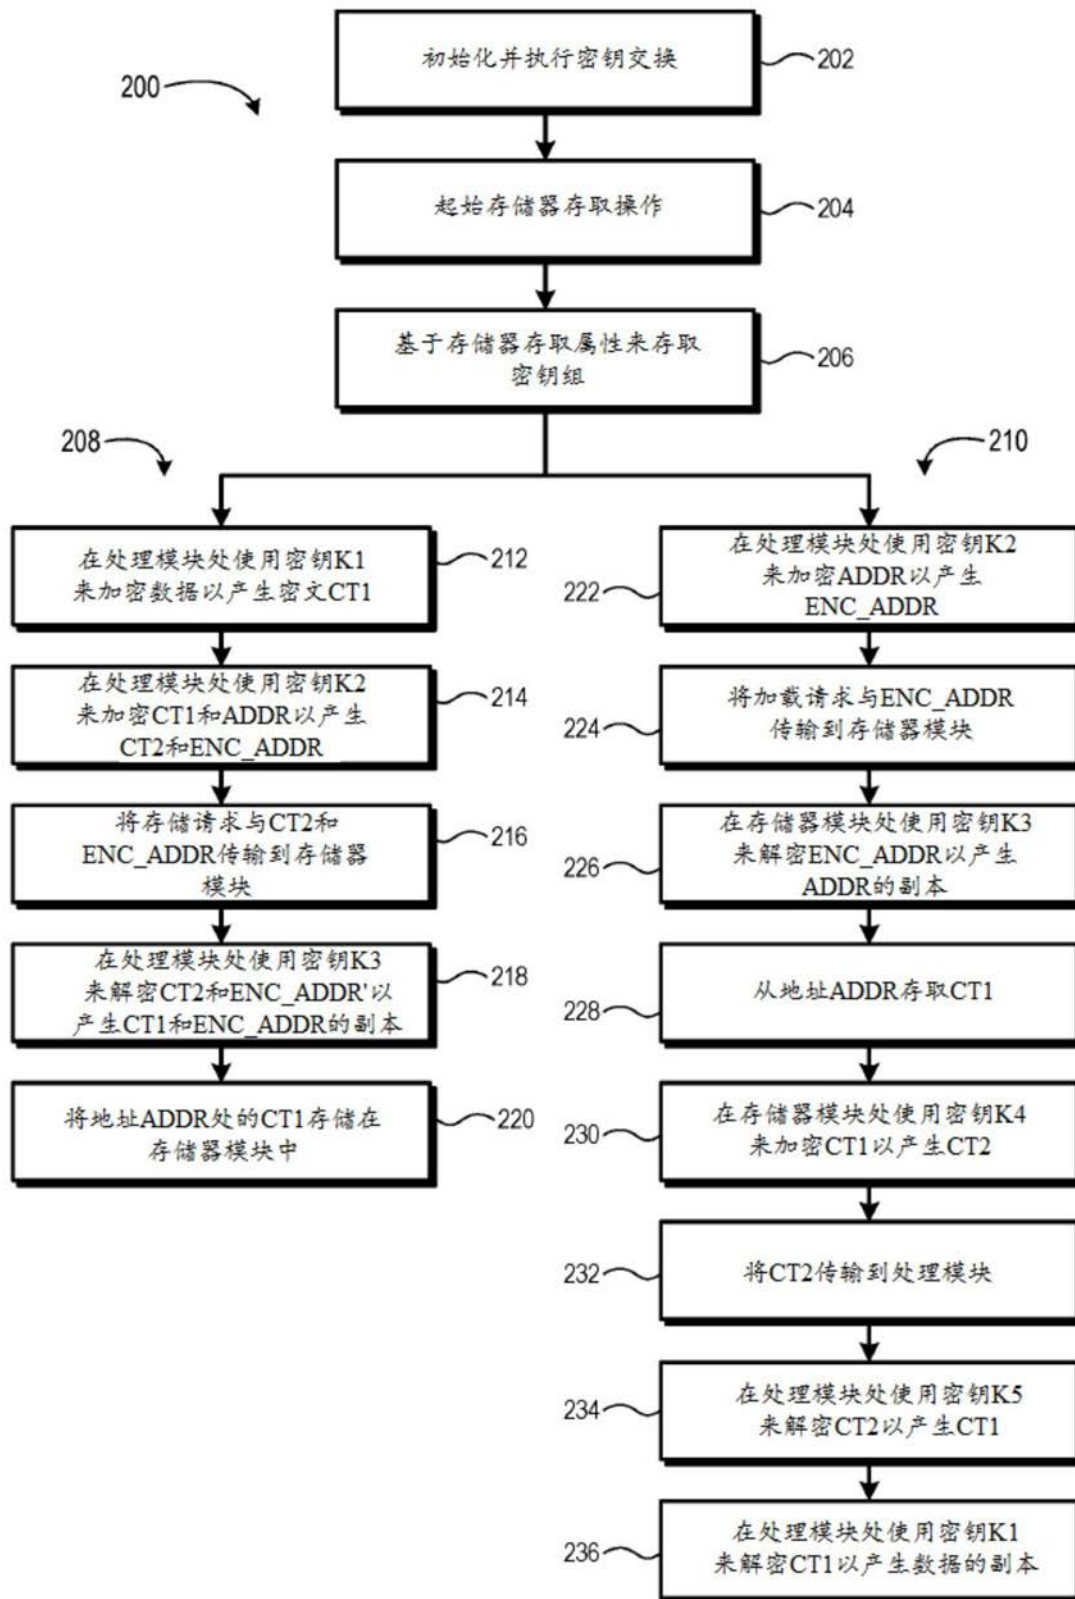 初始化并执行密钥交换
202
200
起始存储器存取操作
204
基于存储器存取属性来存取
密钥组
206
208
210
在处理模块处使用密钥K1
来加密数据以产生密文CT1
212
在处理模块处使用密钥K2
来加密CT1和ADDR以产生
CT2和ENC_ADDR
214
将存储请求与CT2和
ENC_ADDR传输到存储器
模块
216
在处理模块处使用密钥K3
来解密CT2和ENC_ADDR'以
产生CT1和ENC_ADDR的副本
218
将地址ADDR处的CT1存储在
存储器模块中
220
在处理模块处使用密钥K2
来加密ADDR以产生
ENC_ADDR
222
将加载请求与ENC_ADDR
传输到存储器模块
224
在存储器模块处使用密钥K3
来解密ENC_ADDR以产生
ADDR的副本
226
从地址ADDR存取CT1
228
在存储器模块处使用密钥K4
来加密CT1以产生CT2
230
将CT2传输到处理模块
232
在处理模块处使用密钥K5
来解密CT2以产生CT1
234
在处理模块处使用密钥K1
来解密CT1以产生数据的副本
236